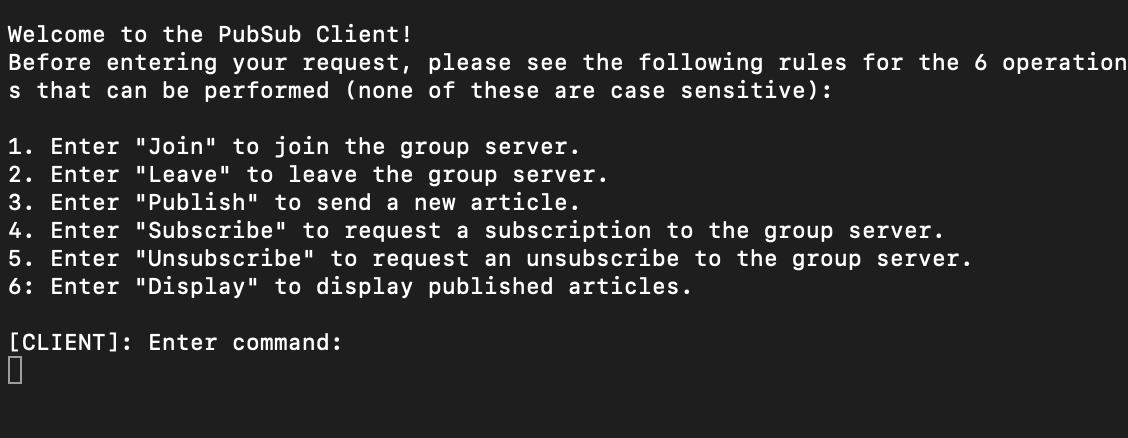 Welcome to the PubSub Client!
Before entering your request, please see the following rules for the 6 operation
s that can be performed (none of these are case sensitive):
1. Enter "Join" to join the group server.
2. Enter "Leave" to leave the group server.
3. Enter "Publish" to send a new article.
4. Enter "Subscribe" to request a subscription to the group server.
5. Enter "Unsubscribe" to request an unsubscribe to the group server.
6: Enter "Display" to display published articles.
[CLIENT]: Enter command: